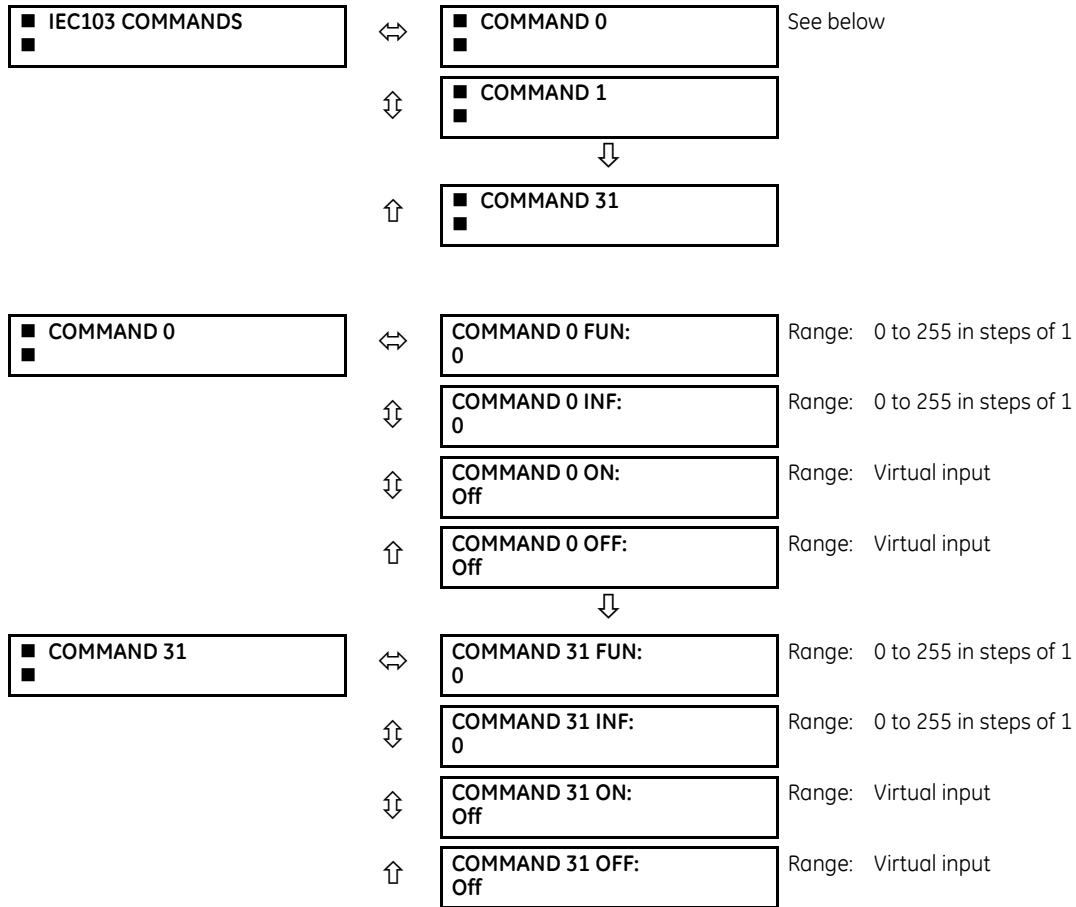 IEC103 COMMANDS
COMMAND 0
See below
COMMAND 1
COMMAND 31
COMMAND 0
COMMAND 0 FUN:
0
Range: 0 to 255 in steps of 1
COMMAND 0 INF:
0
Range: 0 to 255 in steps of 1
COMMAND 0 ON:
Off
Range: Virtual input
COMMAND 0 OFF:
Off
Range: Virtual input
COMMAND 31
COMMAND 31 FUN:
0
Range: 0 to 255 in steps of 1
COMMAND 31 INF:
0
Range: 0 to 255 in steps of 1
COMMAND 31 ON:
Off
Range: Virtual input
COMMAND 31 OFF:
Off
Range: Virtual input